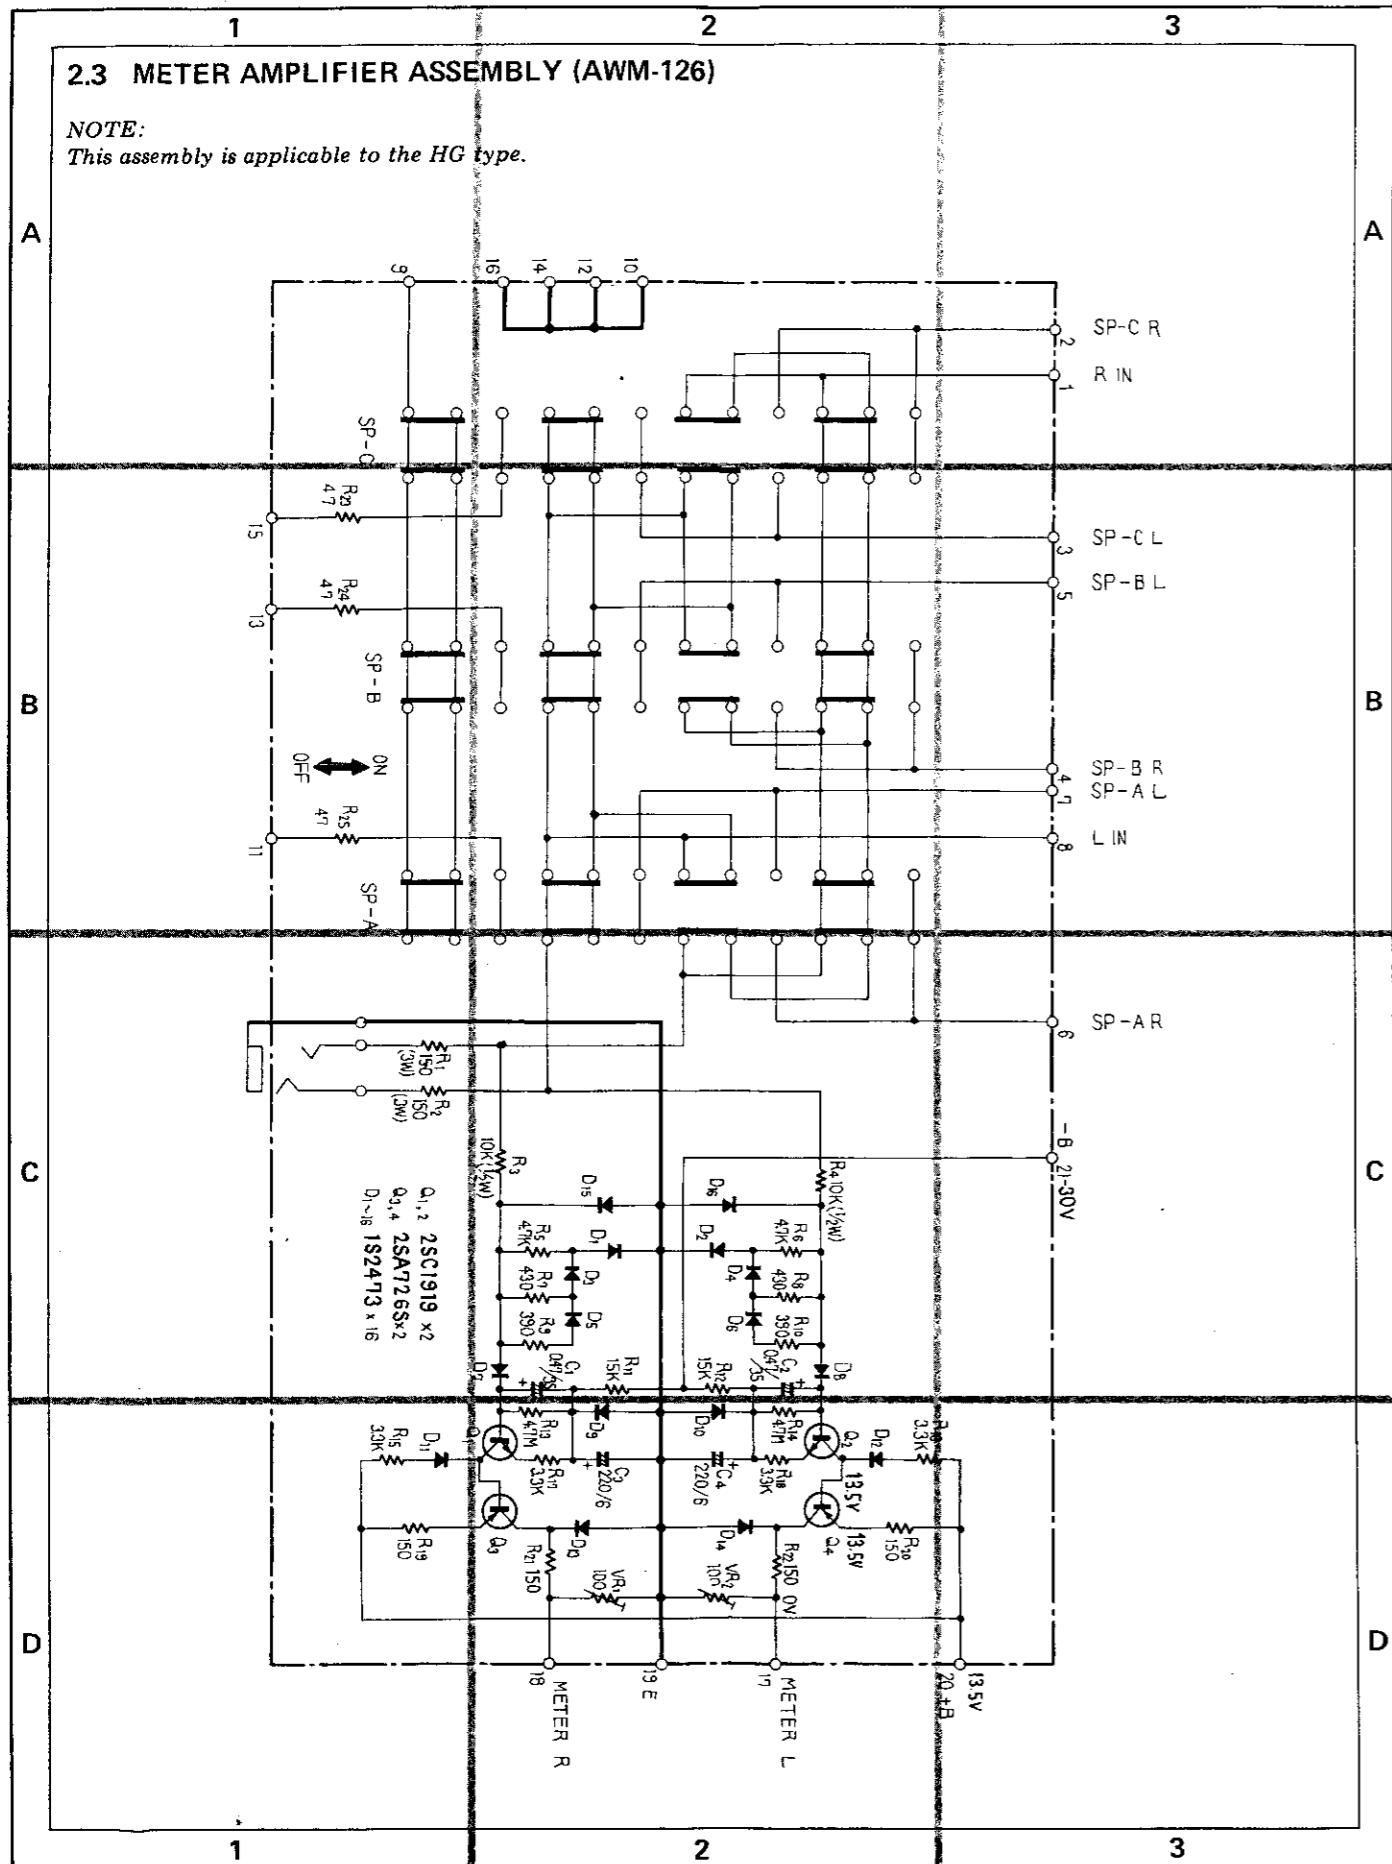 1 2 3
2.3 METER AMPLIFIER ASSEMBLY (AWM-126)
NOTE:
This assembly is applicable to the HG type.
A A
9 16 14 12 10
2 SP-C R
1 R IN
SP-C
R23 47
15
3 SP-C L
5 SP-B L
R24 47
13
SP-B
B B
ON
OFF
4 SP-B R
7 SP-A L
R25 47
11
8 L IN
SP-A
6 SP-A R
R1 150 (3W)
R2 150 (3W)
-B
21 -30V
C C
R3 10K(½W)
R4 10K(½W)
D15 D16
Q1,2 2SC1919 ×2
Q3,4 2SA726S×2
D1~16 1S2473 × 16
R5 47K D1 D2 R6 47K
R7 430 D3 D4 R8 430
R9 390 D5 D6 R10 390
D7 C1 0.47/35 R11 15K R12 15K C2 0.47/35 D8
R15 3.3K D11 Q1 R13 47M D9 D10 R14 47M Q2 D12 3.3K
R17 3.3K C3 220/6 C4 220/6 R18 3.3K 13.5V
R19 150 Q3 D13 D14 Q4 13.5V R20 150
R21 150 VR1 100 VR2 100 R22 150 0V
D D
18 METER R
19 E
17 METER L
20 +B
13.5V
1 2 3